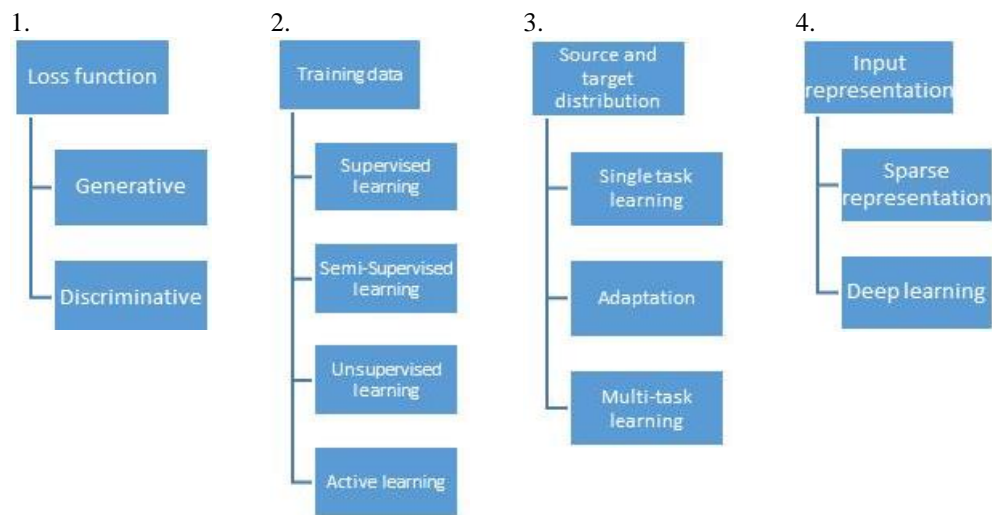 1.
Loss function
Generative
Discriminative
2.
Training data
Supervised
learning
Semi-Supervised
learning
Unsupervised
learning
Active learning
3.
Source and
target
distribution
Single task
learning
Adaptation
Multi-task
learning
4.
Input
representation
Sparse
representation
Deep learning